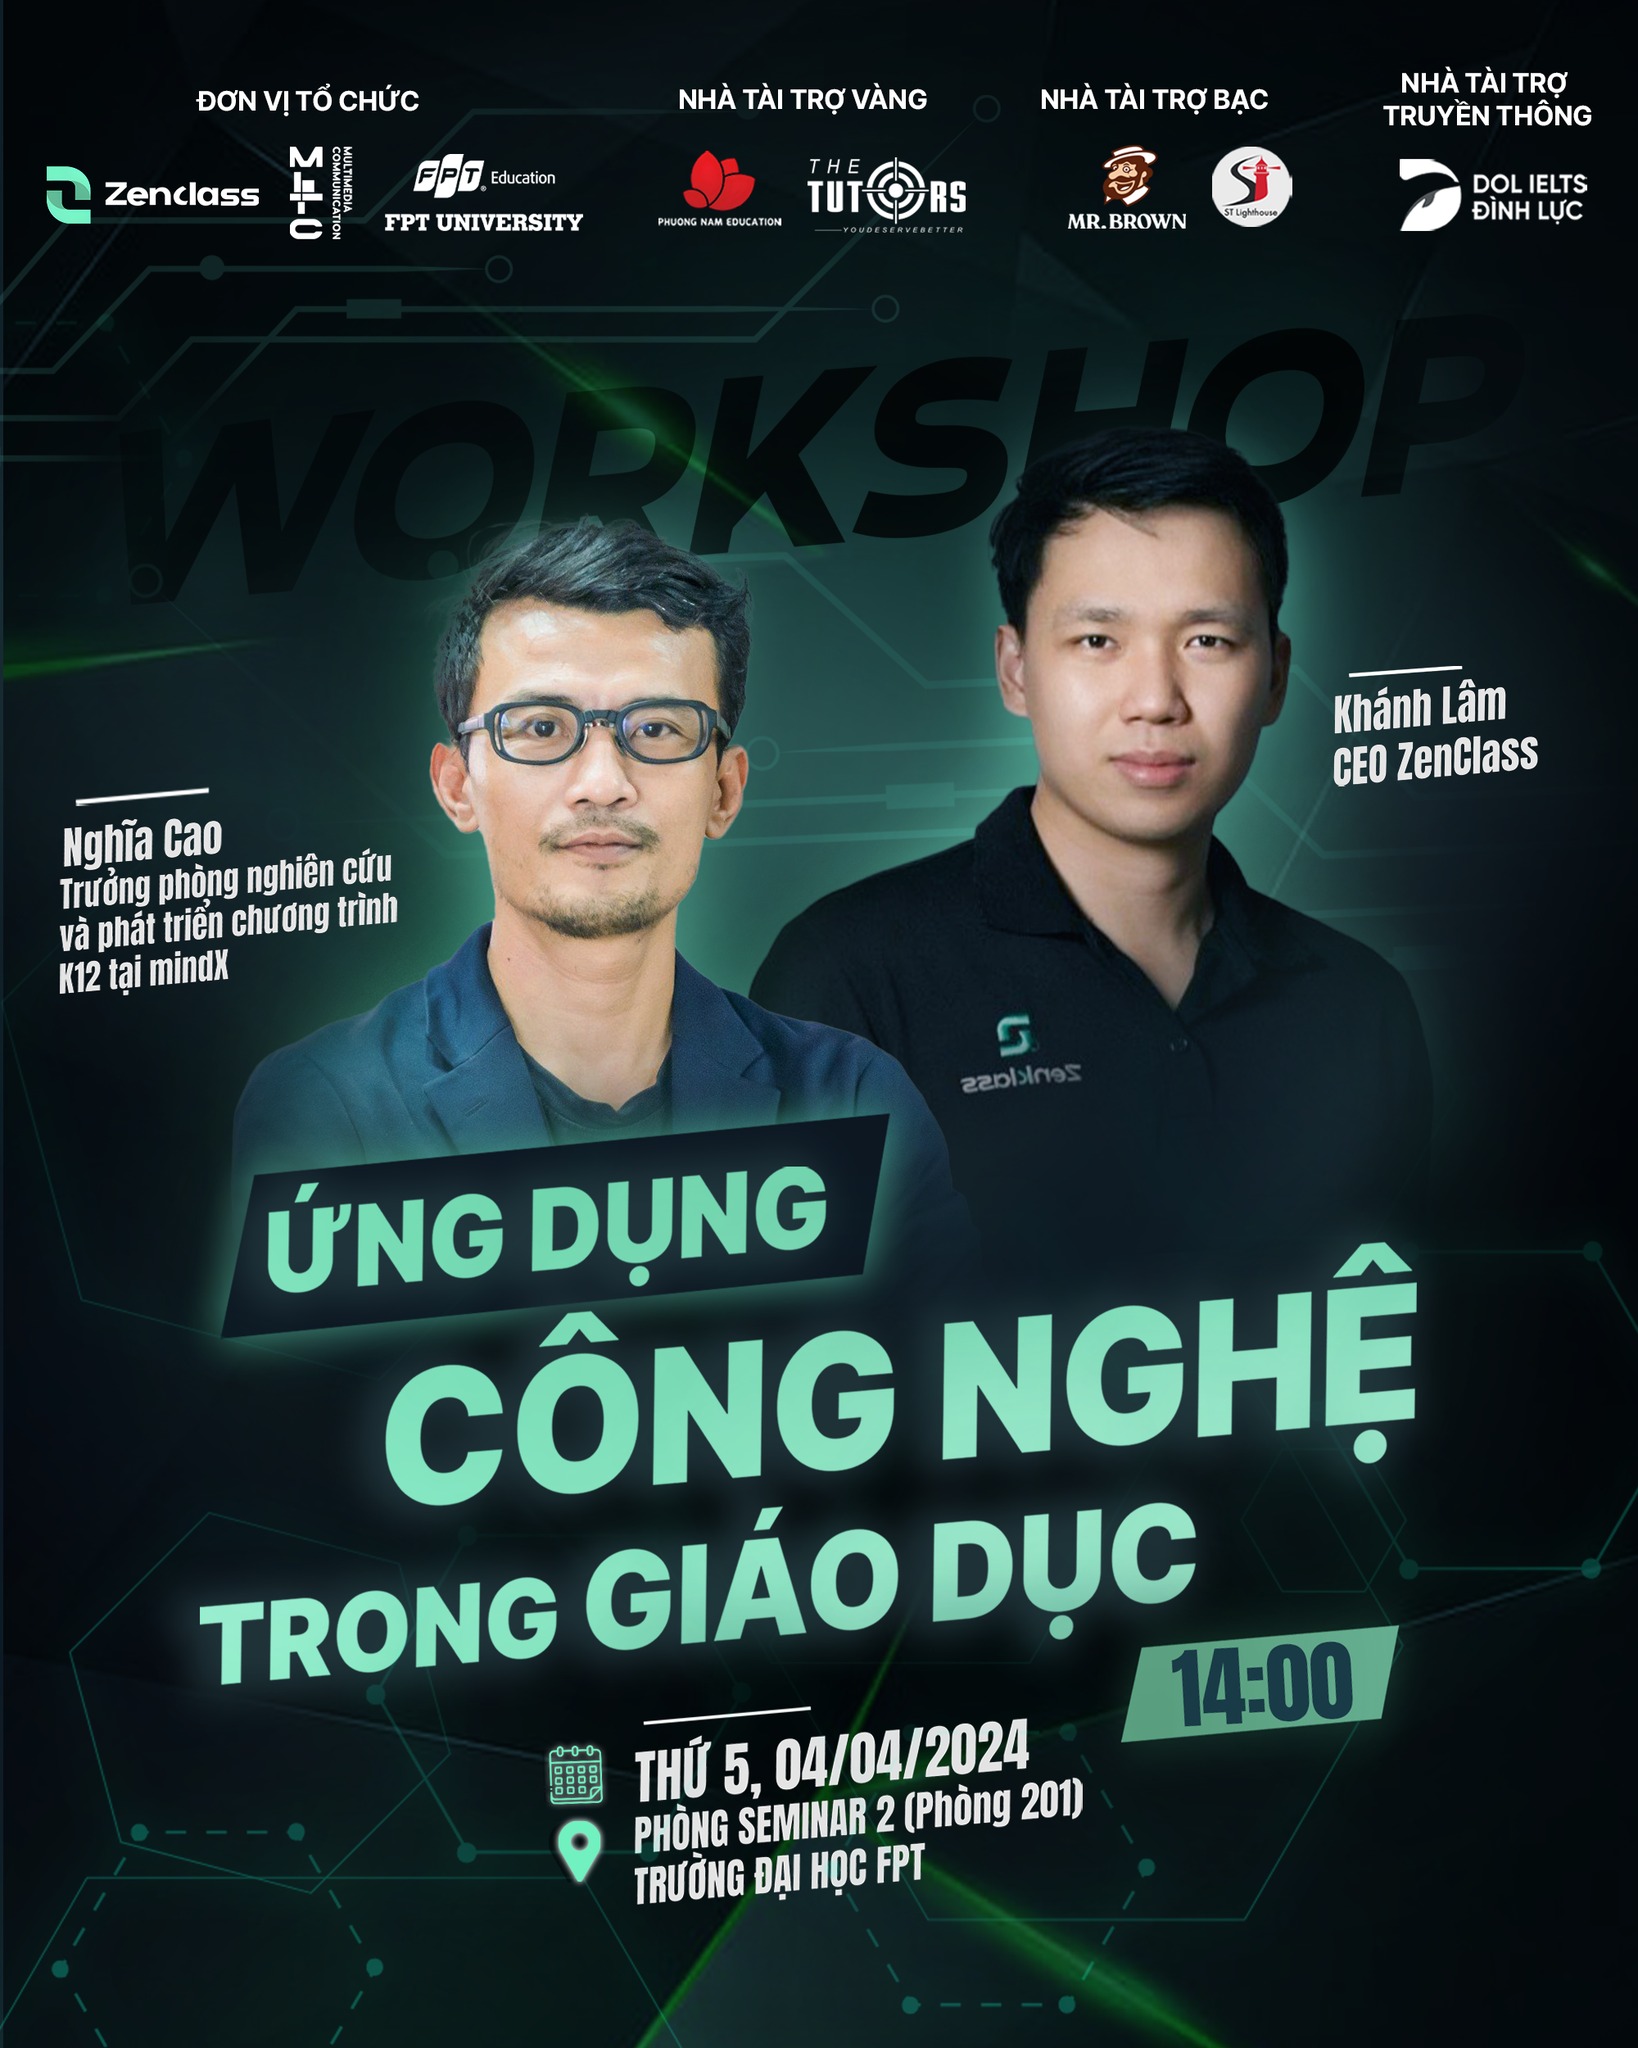 ĐƠN VỊ TỔ CHỨC
Zenclass
MLTC
MULTIMEDIA
COMMUNICATION
FPT Education
FPT UNIVERSITY
NHÀ TÀI TRỢ VÀNG
PHUONG NAM EDUCATION
THE
TUTORS
YOUDESERVEBETTER
NHÀ TÀI TRỢ BẠC
MR. BROWN
ST Lighthouse
NHÀ TÀI TRỢ
TRUYỀN THÔNG
DOL IELTS
ĐÌNH LỰC
WORKSHOP
Khánh Lâm
CEO ZenClass
Nghĩa Cao
Trưởng phòng nghiên cứu
và phát triển chương trình
K12 tại mindX
Zenklass
ỨNG DỤNG
CÔNG NGHỆ
TRONG GIÁO DỤC
14:00
THỨ 5, 04/04/2024
PHÒNG SEMINAR 2 (Phòng 201)
TRƯỜNG ĐẠI HỌC FPT